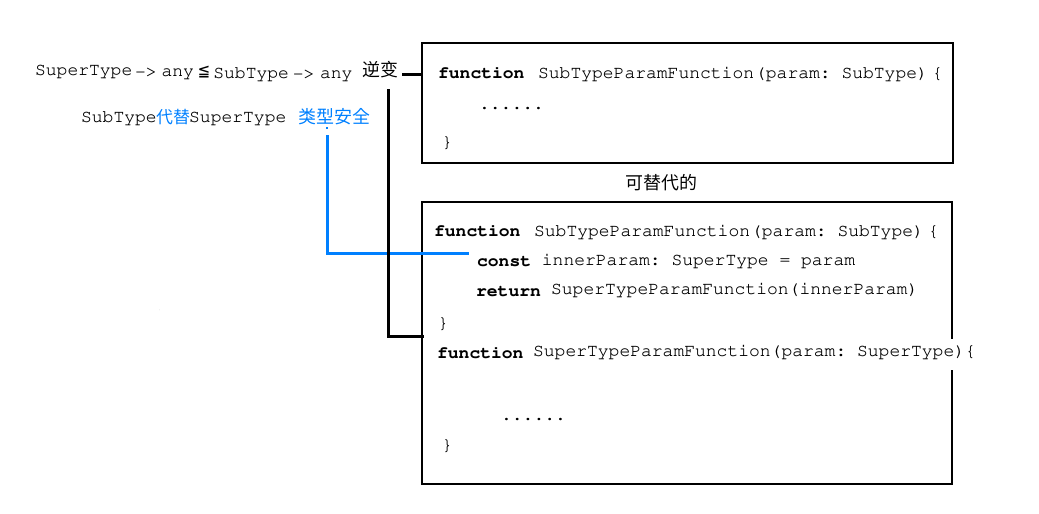 SuperType -> any ≦ SubType -> any 逆变
SubType代替SuperType 类型安全
function SubTypeParamFunction(param: SubType) {
......
}
可替代的
function SubTypeParamFunction(param: SubType) {
const innerParam: SuperType = param
return SuperTypeParamFunction(innerParam)
}
function SuperTypeParamFunction(param: SuperType){
......
}